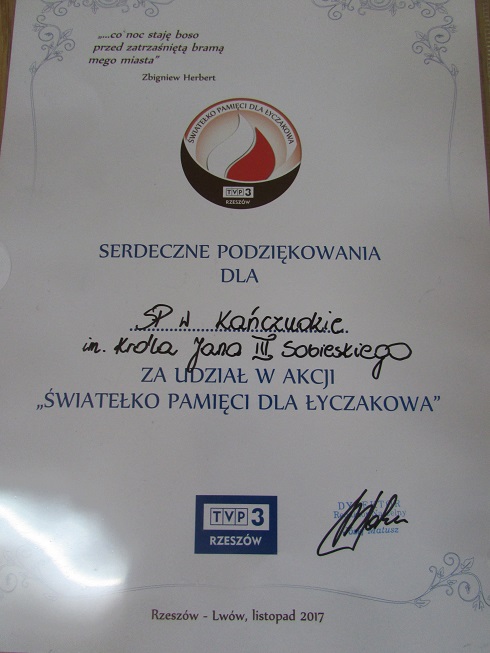 „...co noc staję boso
przed zatrzaśniętą bramą
mego miasta”
Zbigniew Herbert
ŚWIATEŁKO PAMIĘCI DLA ŁYCZAKOWA
TVP3
RZESZÓW
SERDECZNE PODZIĘKOWANIA
DLA
SP w Kańczudze
im. Króla Jana III Sobieskiego
ZA UDZIAŁ W AKCJI
„ŚWIATEŁKO PAMIĘCI DLA ŁYCZAKOWA”
TVP3
RZESZÓW
DYREKTOR
Rzeszów - Lwów, listopad 2017